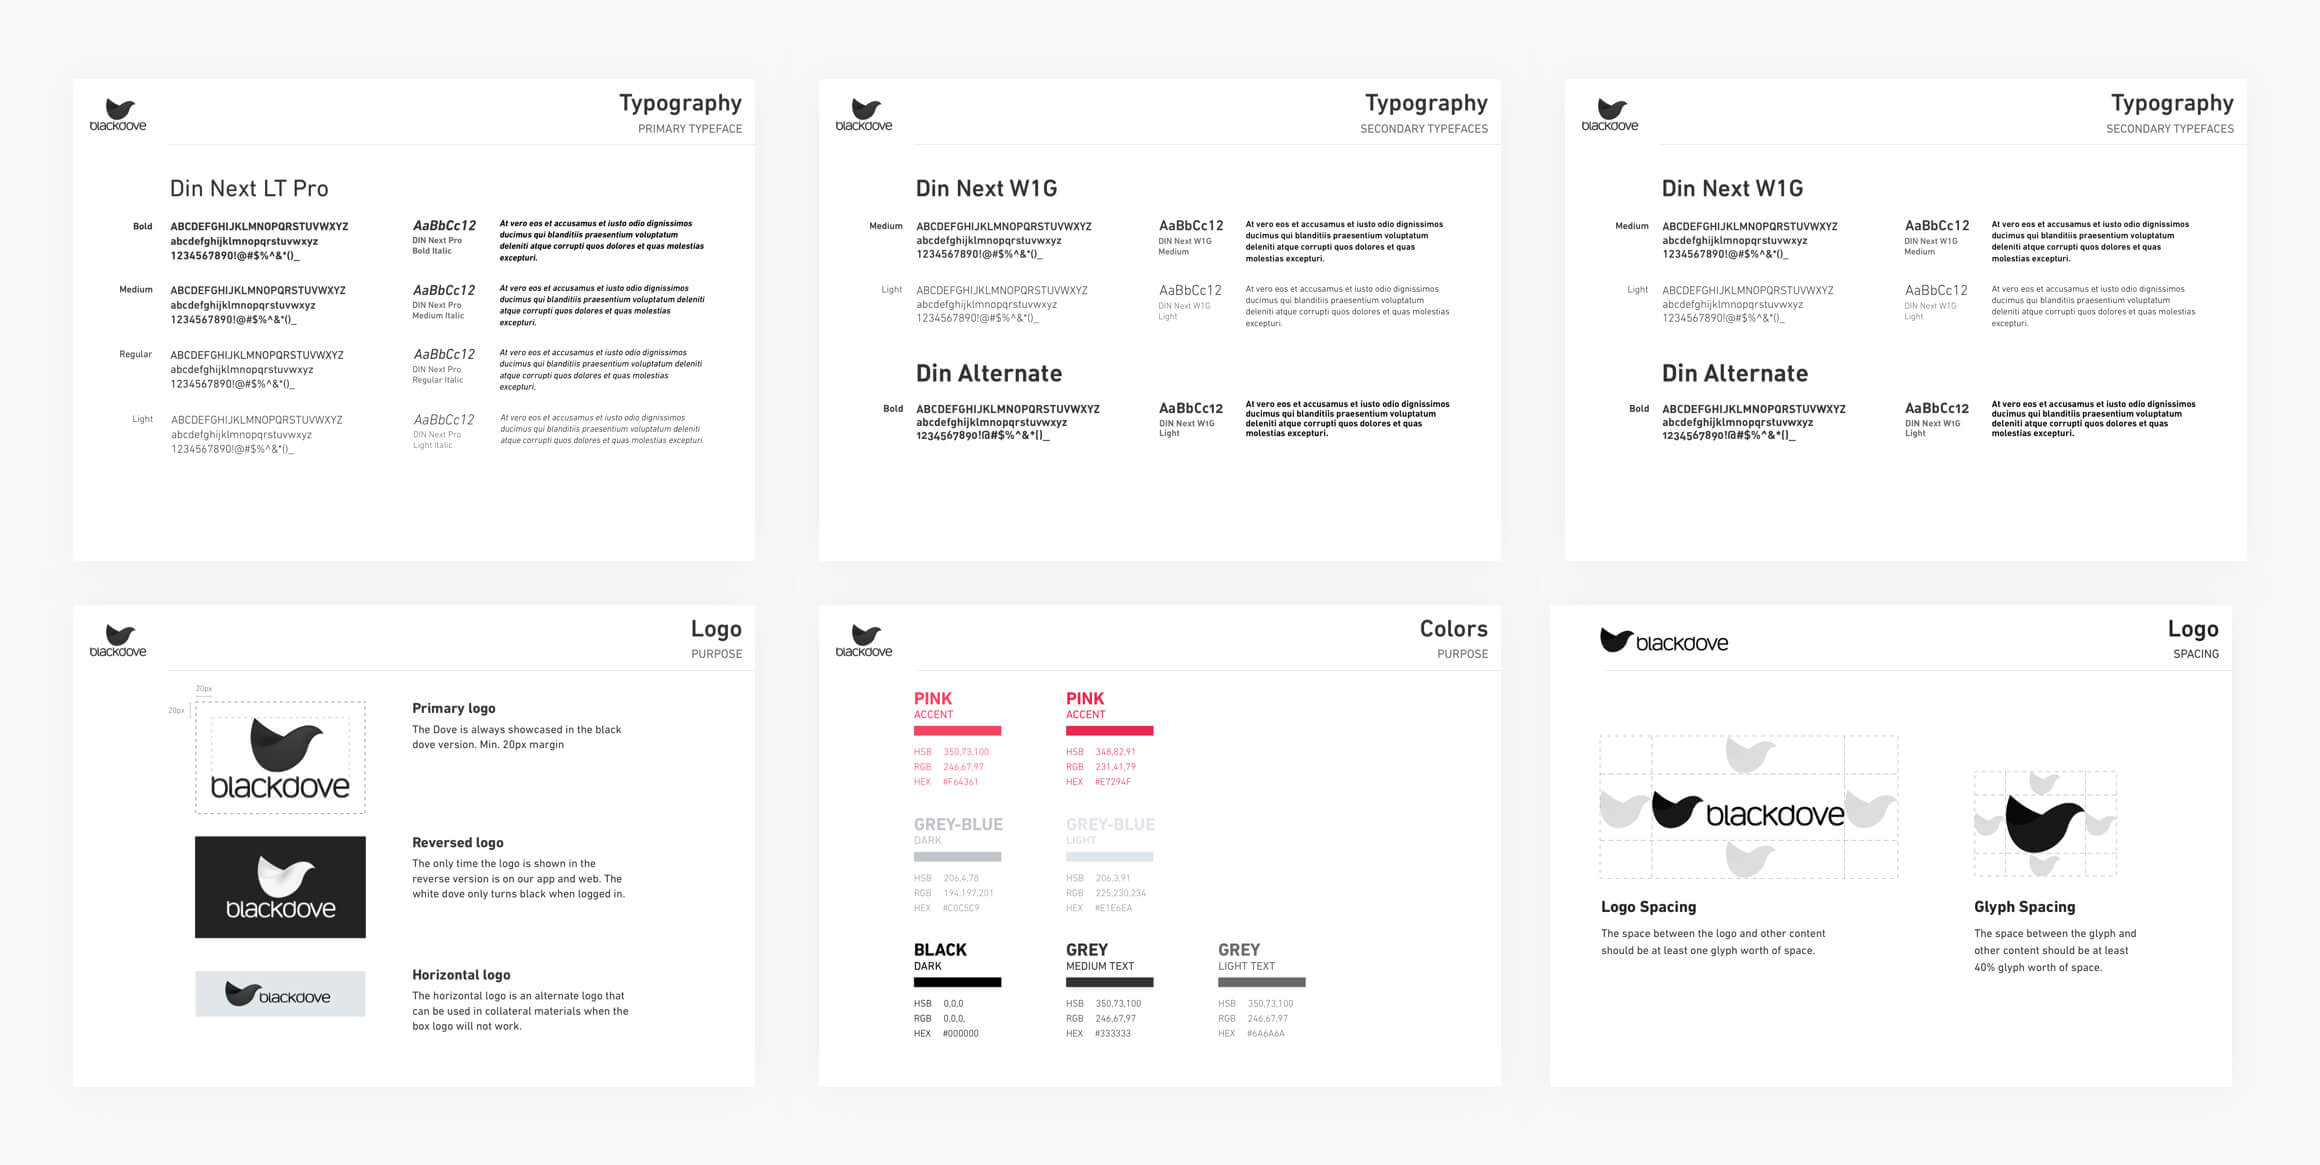 blackdove
Typography
PRIMARY TYPEFACE
Din Next LT Pro
Bold
ABCDEFGHIJKLMNOPQRSTUVWXYZ
abcdefghijklmnopqrstuvwxyz
1234567890!@#$%^&*()_
AaBbCc12
DIN Next Pro
Bold Italic
At vero eos et accusamus et iusto odio dignissimos
ducimus qui blanditiis praesentium voluptatum
deleniti atque corrupti quos dolores et quas molestias
excepturi.
Medium
ABCDEFGHIJKLMNOPQRSTUVWXYZ
abcdefghijklmnopqrstuvwxyz
1234567890!@#$%^&*()_
AaBbCc12
DIN Next Pro
Medium Italic
At vero eos et accusamus et iusto odio dignissimos
ducimus qui blanditiis praesentium voluptatum deleniti
atque corrupti quos dolores et quas molestias
excepturi.
Regular
ABCDEFGHIJKLMNOPQRSTUVWXYZ
abcdefghijklmnopqrstuvwxyz
1234567890!@#$%^&*()_
AaBbCc12
DIN Next Pro
Regular Italic
At vero eos et accusamus et iusto odio dignissimos
ducimus qui blanditiis praesentium voluptatum deleniti
atque corrupti quos dolores et quas molestias
excepturi.
Light
ABCDEFGHIJKLMNOPQRSTUVWXYZ
abcdefghijklmnopqrstuvwxyz
1234567890!@#$%^&*()_
AaBbCc12
DIN Next Pro
Light Italic
At vero eos et accusamus et iusto odio dignissimos
ducimus qui blanditiis praesentium voluptatum deleniti
atque corrupti quos dolores et quas molestias excepturi.
blackdove
Typography
SECONDARY TYPEFACES
Din Next W1G
Medium
ABCDEFGHIJKLMNOPQRSTUVWXYZ
abcdefghijklmnopqrstuvwxyz
1234567890!@#$%^&*()_
AaBbCc12
DIN Next W1G
Medium
At vero eos et accusamus et iusto odio dignissimos
ducimus qui blanditiis praesentium voluptatum
deleniti atque corrupti quos dolores et quas
molestias excepturi.
Light
ABCDEFGHIJKLMNOPQRSTUVWXYZ
abcdefghijklmnopqrstuvwxyz
1234567890!@#$%^&*()_
AaBbCc12
DIN Next W1G
Light
At vero eos et accusamus et iusto odio dignissimos
ducimus qui blanditiis praesentium voluptatum
deleniti atque corrupti quos dolores et quas molestias
excepturi.
Din Alternate
Bold
ABCDEFGHIJKLMNOPQRSTUVWXYZ
abcdefghijklmnopqrstuvwxyz
1234567890!@#$%^&*()_
AaBbCc12
DIN Next W1G
Light
At vero eos et accusamus et iusto odio dignissimos
ducimus qui blanditiis praesentium voluptatum
deleniti atque corrupti quos dolores et quas
molestias excepturi.
blackdove
Typography
SECONDARY TYPEFACES
Din Next W1G
Medium
ABCDEFGHIJKLMNOPQRSTUVWXYZ
abcdefghijklmnopqrstuvwxyz
1234567890!@#$%^&*()_
AaBbCc12
DIN Next W1G
Medium
At vero eos et accusamus et iusto odio dignissimos
ducimus qui blanditiis praesentium voluptatum
deleniti atque corrupti quos dolores et quas
molestias excepturi.
Light
ABCDEFGHIJKLMNOPQRSTUVWXYZ
abcdefghijklmnopqrstuvwxyz
1234567890!@#$%^&*()_
AaBbCc12
DIN Next W1G
Light
At vero eos et accusamus et iusto odio dignissimos
ducimus qui blanditiis praesentium voluptatum
deleniti atque corrupti quos dolores et quas molestias
excepturi.
Din Alternate
Bold
ABCDEFGHIJKLMNOPQRSTUVWXYZ
abcdefghijklmnopqrstuvwxyz
1234567890!@#$%^&*()_
AaBbCc12
DIN Next W1G
Light
At vero eos et accusamus et iusto odio dignissimos
ducimus qui blanditiis praesentium voluptatum
deleniti atque corrupti quos dolores et quas
molestias excepturi.
blackdove
Logo
PURPOSE
20px
20px
blackdove
Primary logo
The Dove is always showcased in the black
dove version. Min. 20px margin
blackdove
Reversed logo
The only time the logo is shown in the
reverse version is on our app and web. The
white dove only turns black when logged in.
blackdove
Horizontal logo
The horizontal logo is an alternate logo that
can be used in collateral materials when the
box logo will not work.
blackdove
Colors
PURPOSE
PINK
ACCENT
HSB 350,73,100
RGB 246,67,97
HEX #F64361
PINK
ACCENT
HSB 348,82,91
RGB 231,41,79
HEX #E7294F
GREY-BLUE
DARK
HSB 206,4,78
RGB 194,197,201
HEX #C0C5C9
GREY-BLUE
LIGHT
HSB 206,3,91
RGB 225,230,234
HEX #E1E6EA
BLACK
DARK
HSB 0,0,0
RGB 0,0,0,
HEX #000000
GREY
MEDIUM TEXT
HSB 350,73,100
RGB 246,67,97
HEX #333333
GREY
LIGHT TEXT
HSB 350,73,100
RGB 246,67,97
HEX #6A6A6A
blackdove
Logo
SPACING
blackdove
Logo Spacing
The space between the logo and other content
should be at least one glyph worth of space.
Glyph Spacing
The space between the glyph and
other content should be at least
40% glyph worth of space.